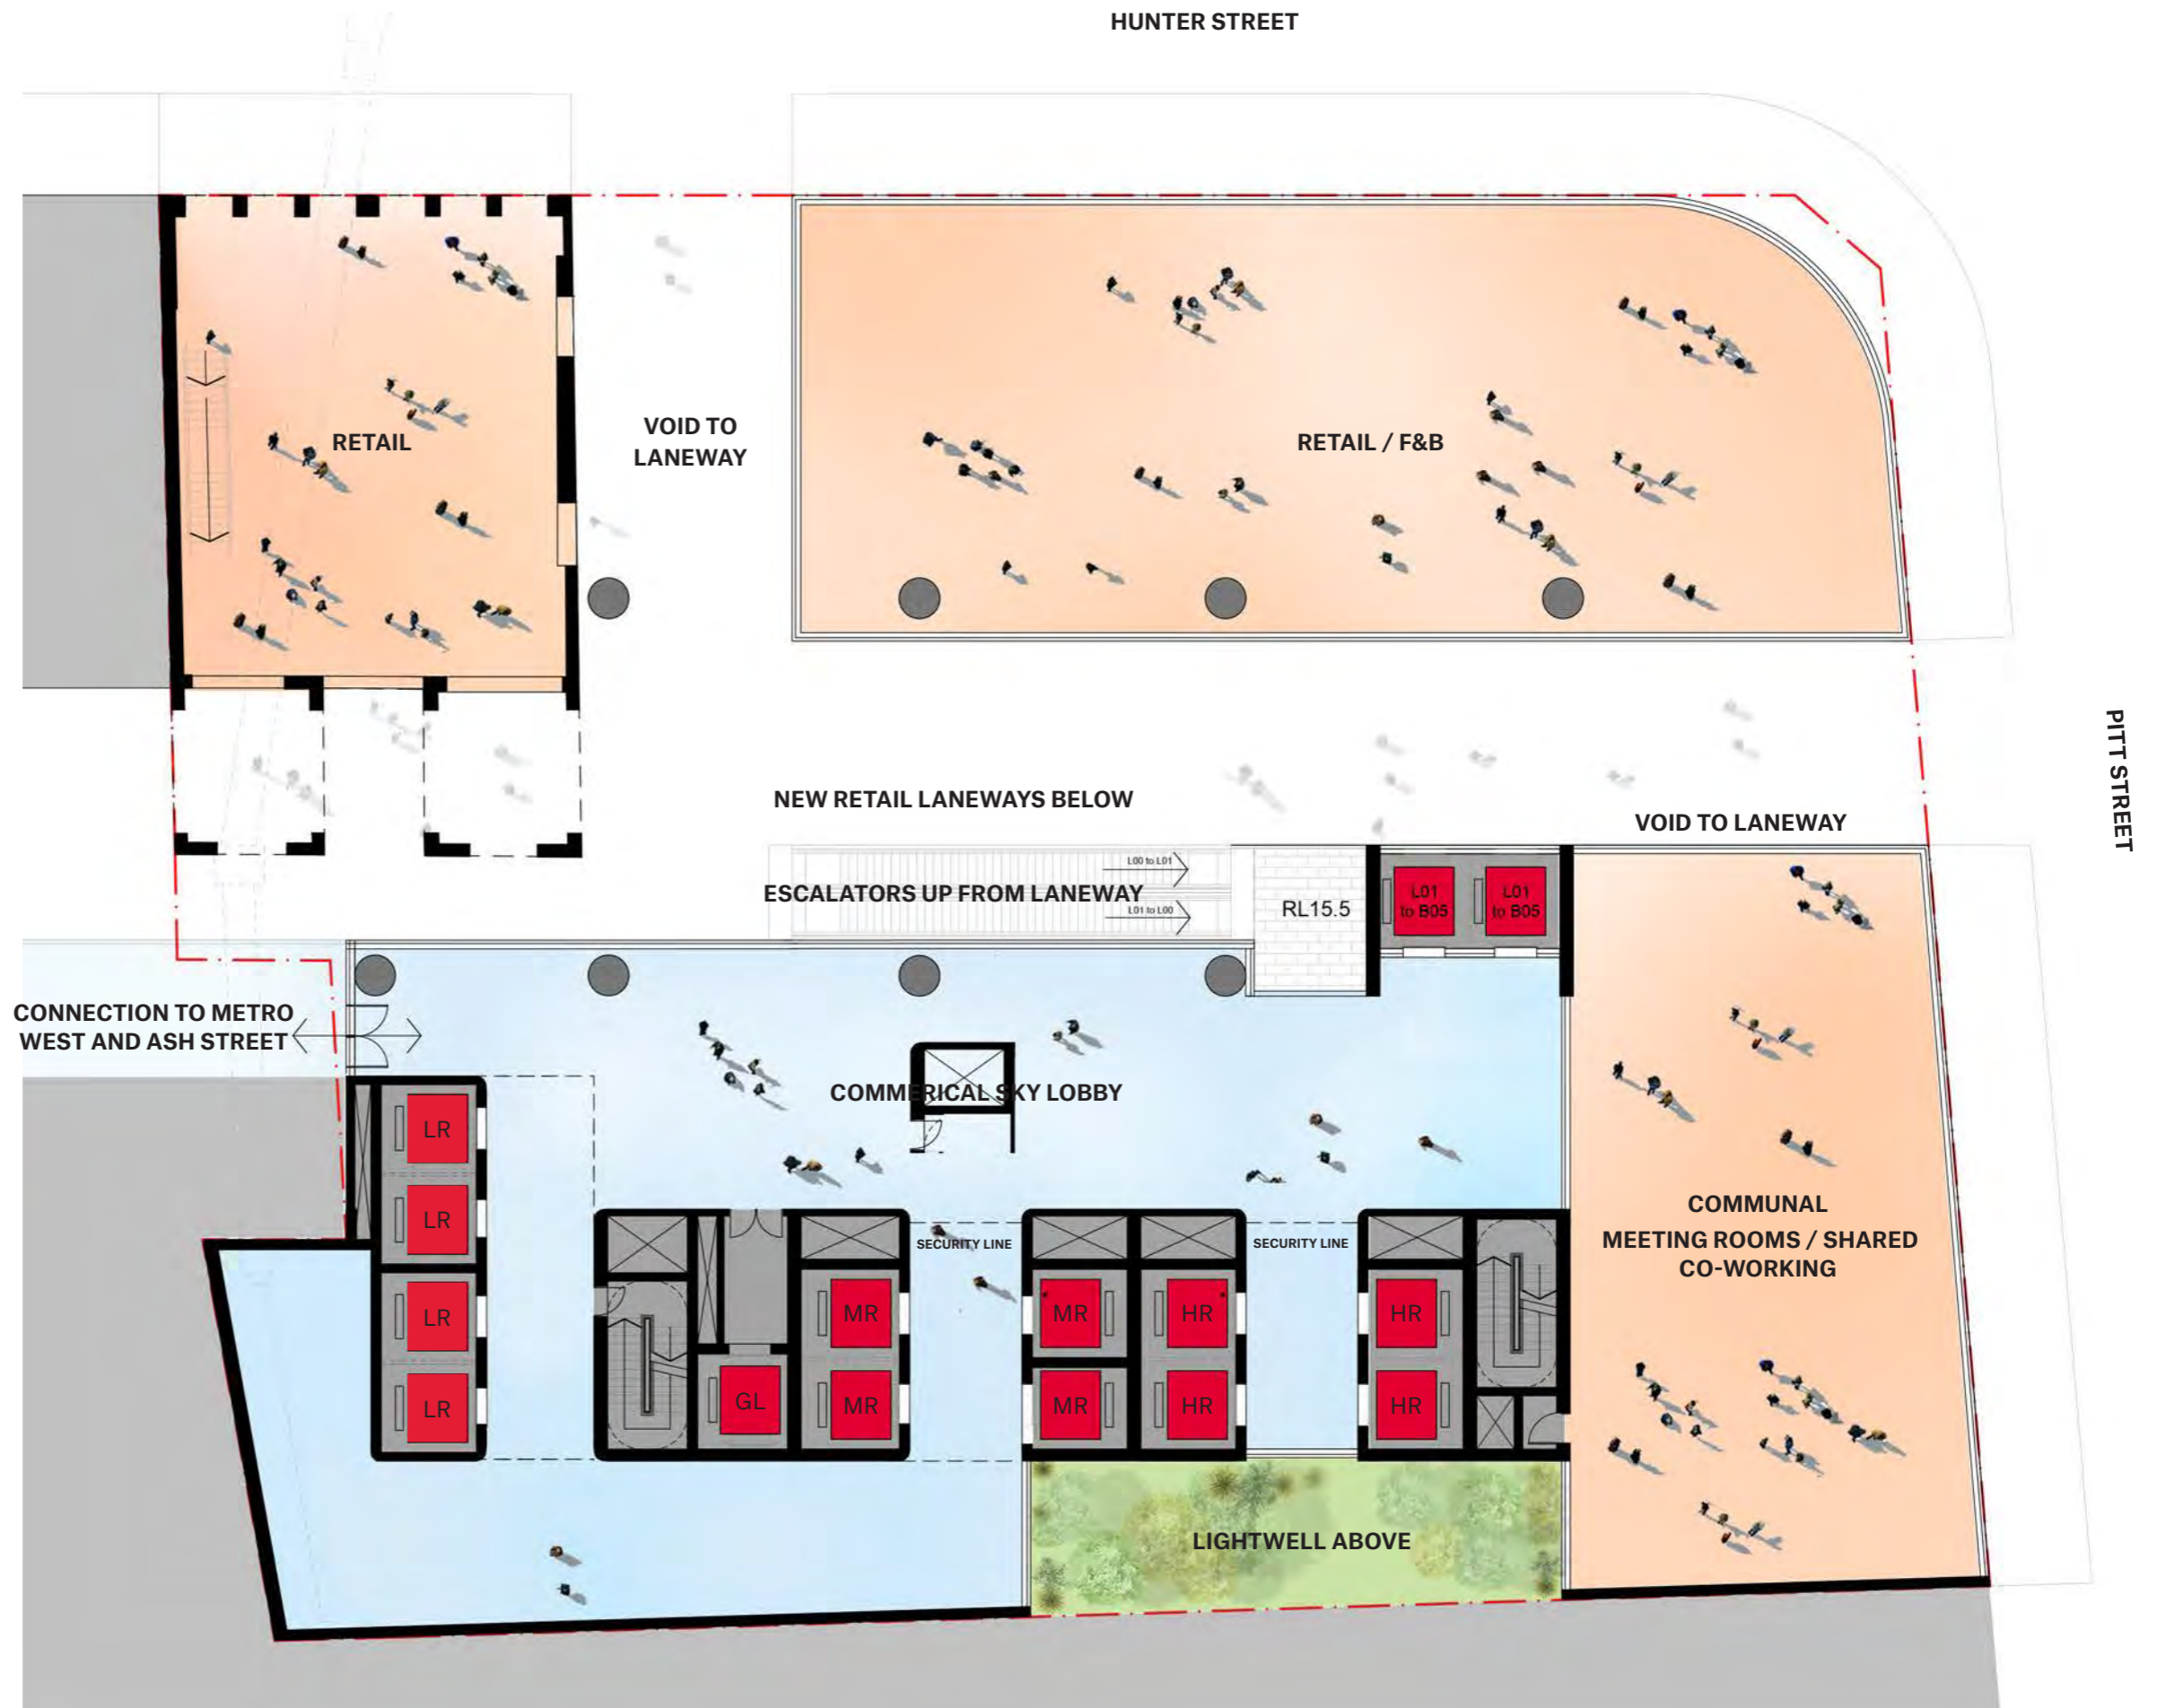 HUNTER STREET
RETAIL
VOID TO
LANEWAY
RETAIL / F&B
PITT STREET
NEW RETAIL LANEWAYS BELOW
VOID TO LANEWAY
L00 to L01
ESCALATORS UP FROM LANEWAY
L01 to L00
RL15.5
L01
to B05
L01
to B05
CONNECTION TO METRO
WEST AND ASH STREET
COMMERICAL SKY LOBBY
LR
LR
LR
LR
SECURITY LINE
SECURITY LINE
COMMUNAL
MEETING ROOMS / SHARED
CO-WORKING
MR
MR
HR
HR
GL
MR
MR
HR
HR
LIGHTWELL ABOVE